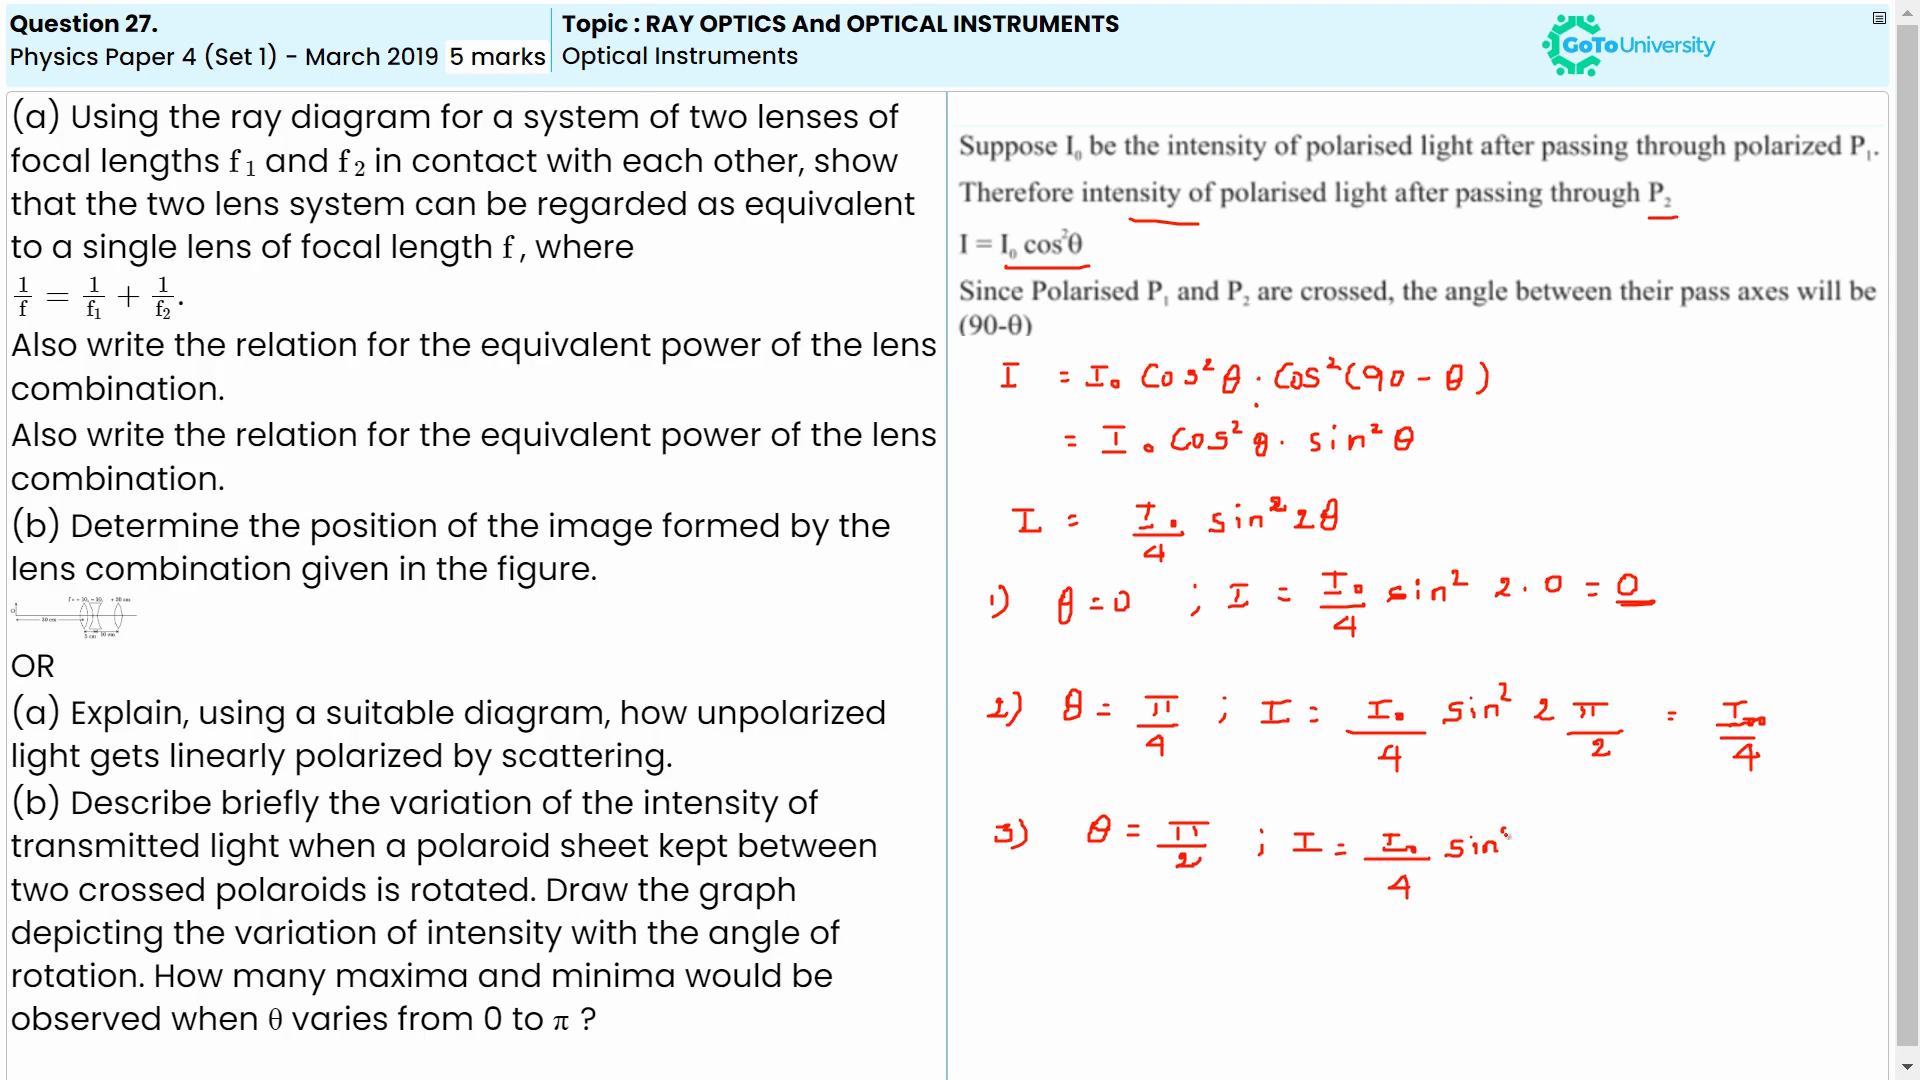 Question 27.
Physics Paper 4 (Set 1) - March 2019 5 marks
Topic : RAY OPTICS And OPTICAL INSTRUMENTS
Optical Instruments
GoToUniversity
(a) Using the ray diagram for a system of two lenses of
focal lengths f₁ and f₂ in contact with each other, show
that the two lens system can be regarded as equivalent
to a single lens of focal length f, where
1/f = 1/f₁ + 1/f₂.
Also write the relation for the equivalent power of the lens
combination.
Also write the relation for the equivalent power of the lens
combination.
(b) Determine the position of the image formed by the
lens combination given in the figure.
30 cm
5 cm 10 cm
OR
(a) Explain, using a suitable diagram, how unpolarized
light gets linearly polarized by scattering.
(b) Describe briefly the variation of the intensity of
transmitted light when a polaroid sheet kept between
two crossed polaroids is rotated. Draw the graph
depicting the variation of intensity with the angle of
rotation. How many maxima and minima would be
observed when θ varies from 0 to π ?
Suppose I₀ be the intensity of polarised light after passing through polarized P₁.
Therefore intensity of polarised light after passing through P₂
I = I₀ cos²θ
Since Polarised P₁ and P₂ are crossed, the angle between their pass axes will be
(90-θ)
I = I₀ Cos²θ · Cos²(90 - θ)
= I₀ Cos²θ · sin²θ
I = I₀/4 sin²2θ
1) θ = 0 ; I = I₀/4 sin² 2·0 = 0
2) θ = π/4 ; I = I₀/4 sin² 2 π/2 = I₀/4
3) θ = π/2 ; I = I₀/4 sin